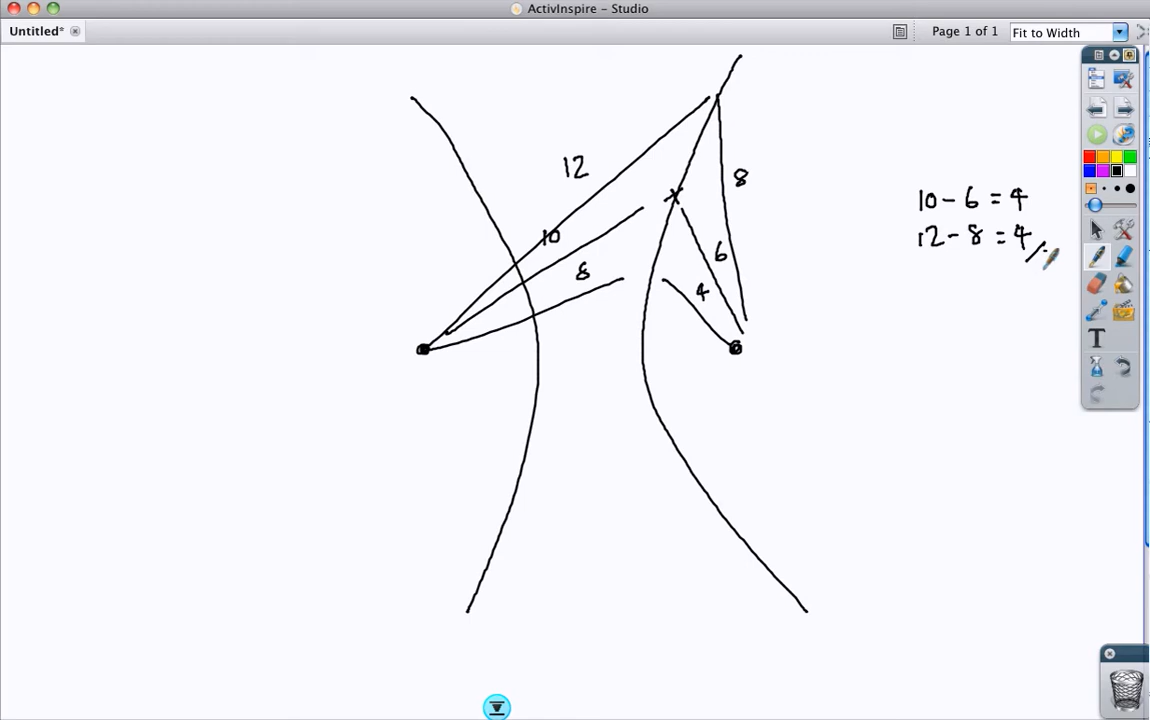 ActivInspire – Studio
Untitled*
Page 1 of 1
Fit to Width
12
8
10 - 6 = 4
12 - 8 = 4
10
6
8
4
T